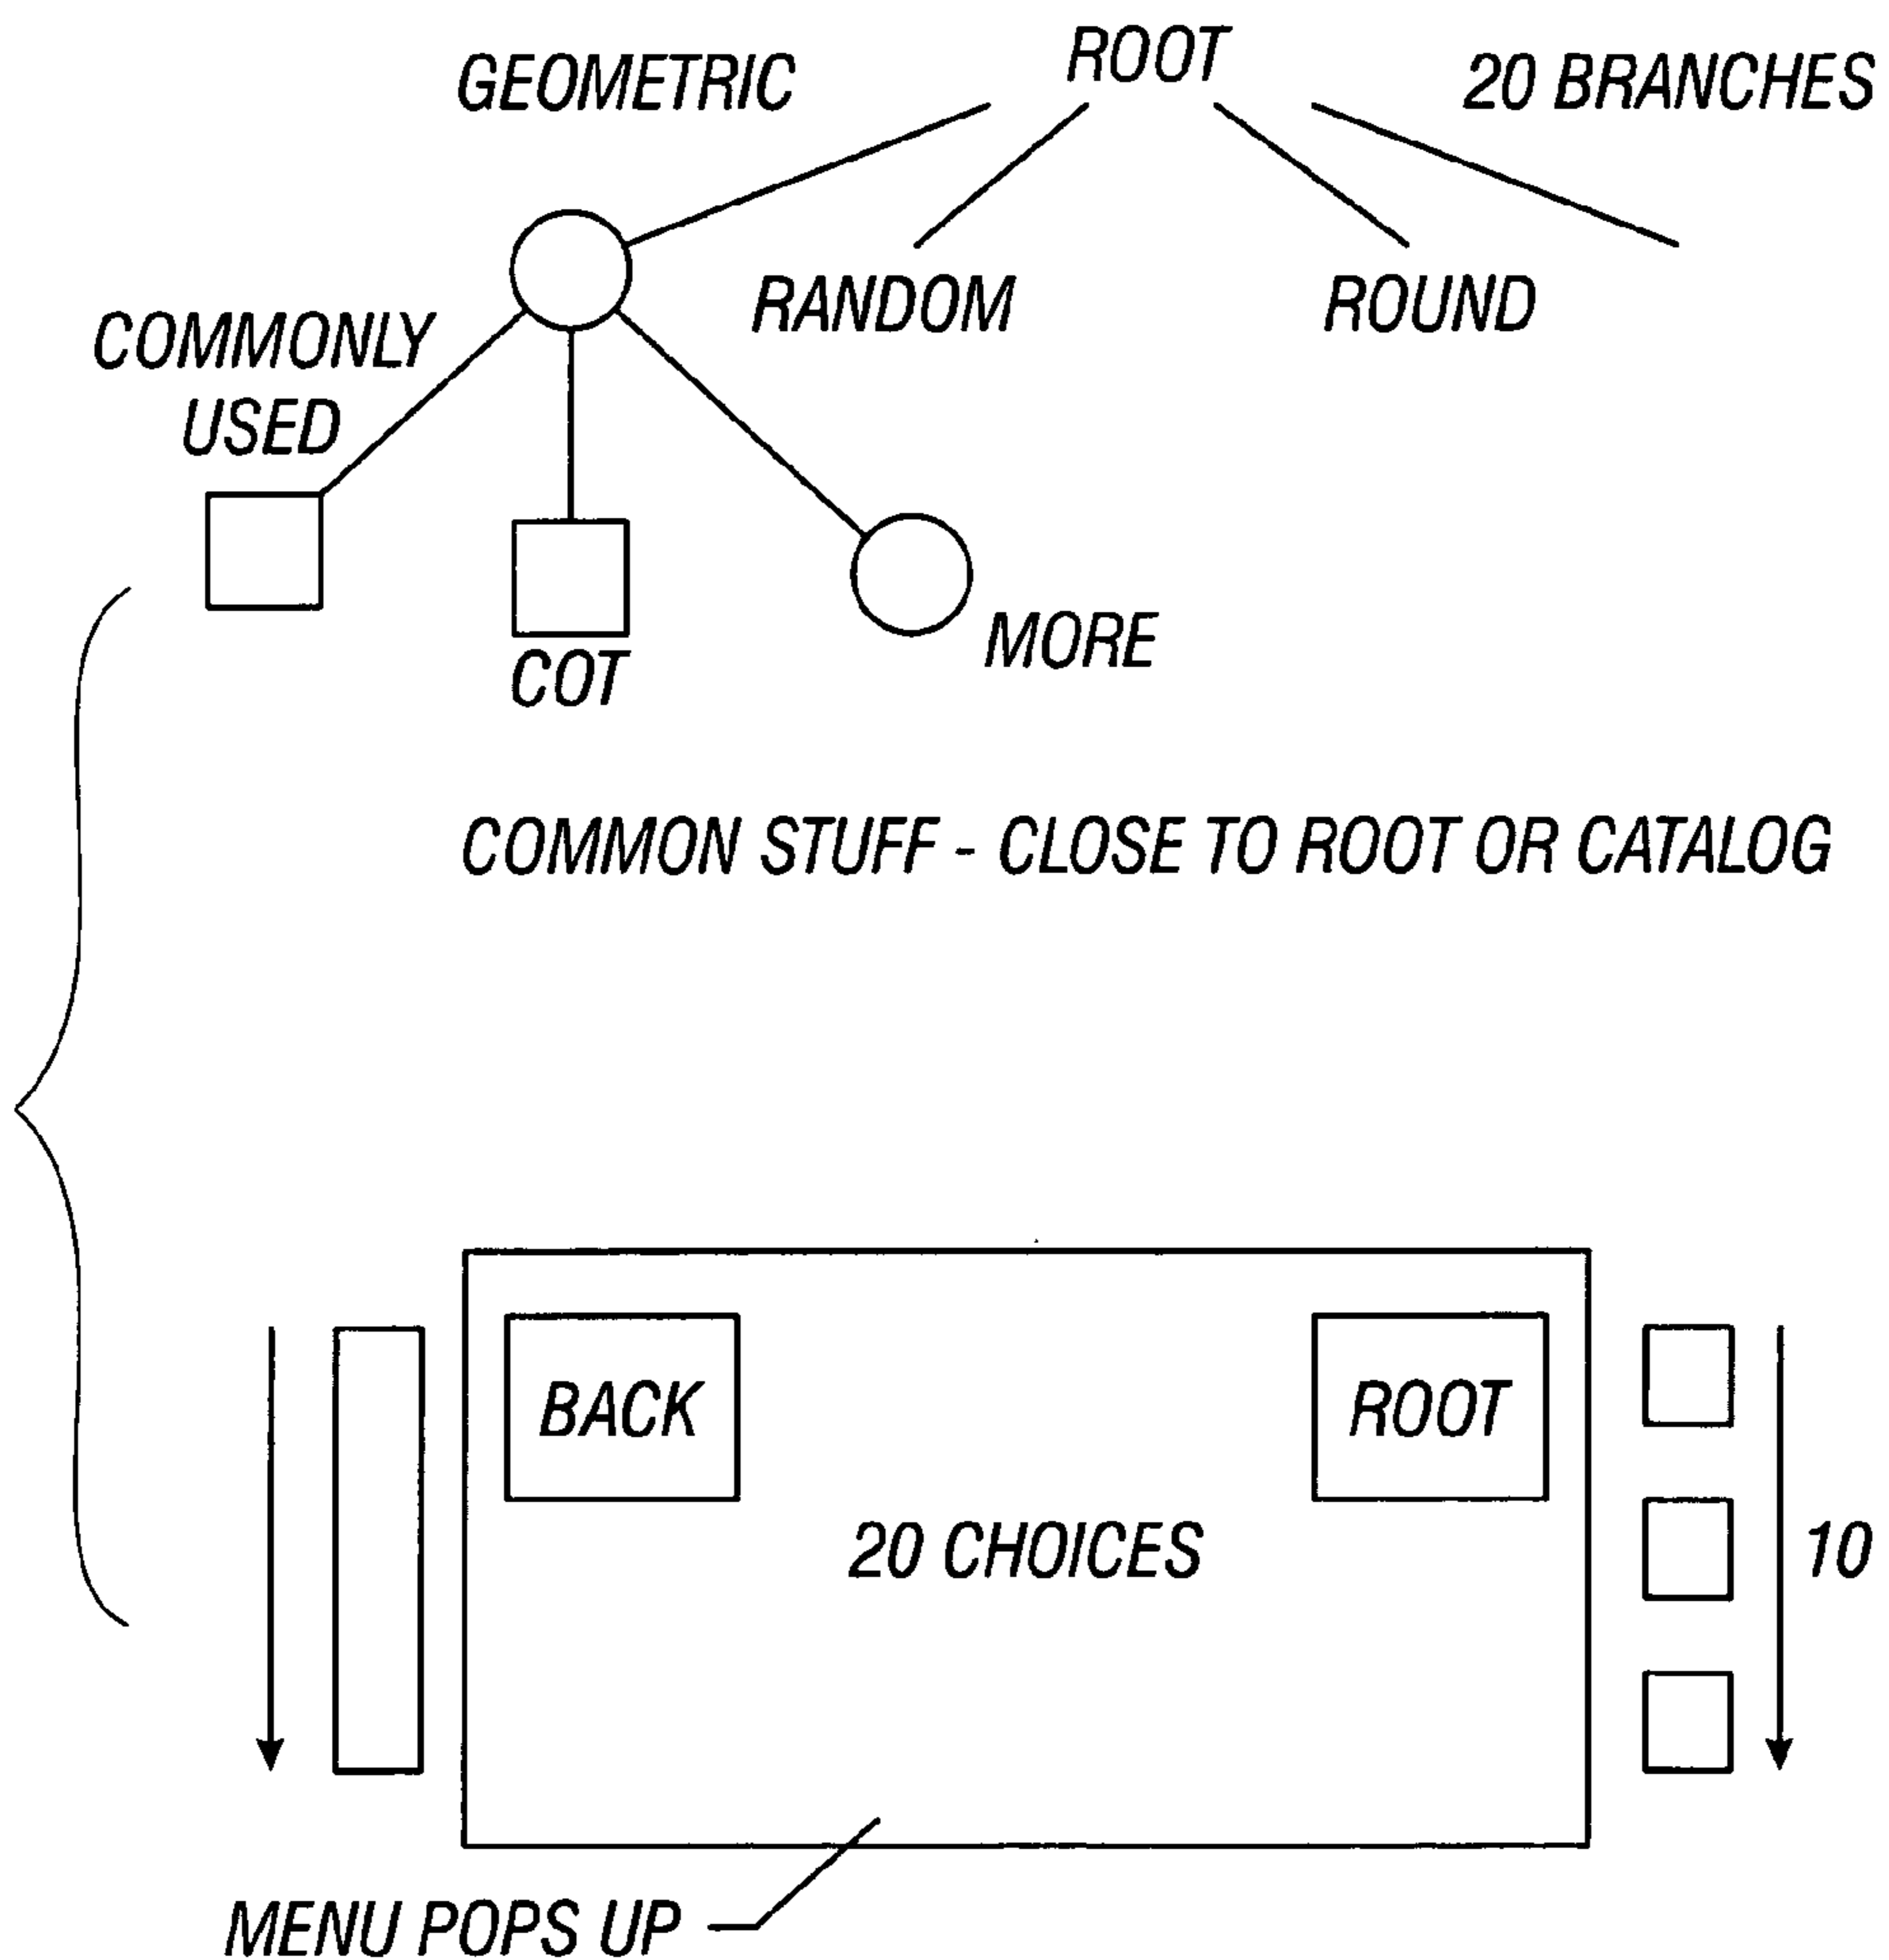 ROOT
GEOMETRIC
20 BRANCHES
RANDOM
ROUND
COMMONLY
USED
COT
MORE
COMMON STUFF - CLOSE TO ROOT OR CATALOG
BACK
ROOT
20 CHOICES
10
MENU POPS UP